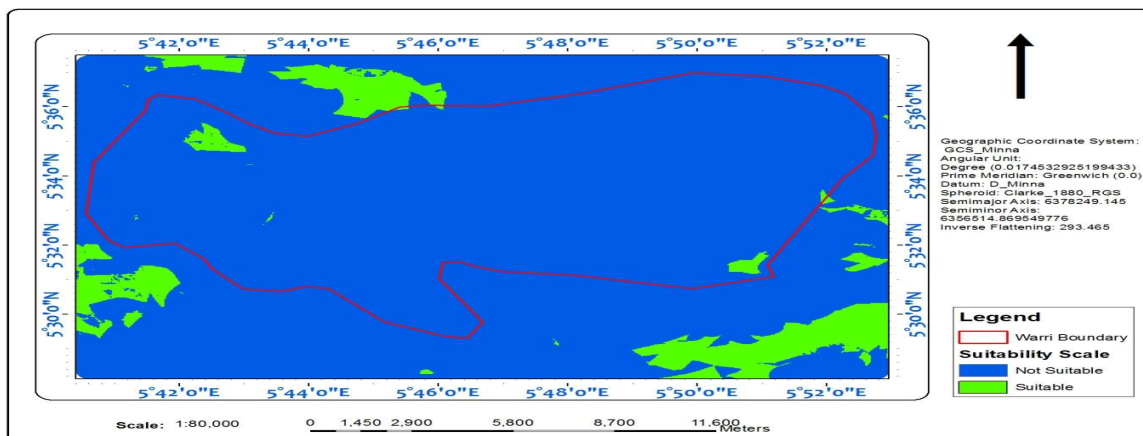 5°42'0"E 5°44'0"E 5°46'0"E 5°48'0"E 5°50'0"E 5°52'0"E
5°36'0"N 5°36'0"N
5°34'0"N 5°34'0"N
5°32'0"N 5°32'0"N
5°30'0"N 5°30'0"N
5°42'0"E 5°44'0"E 5°46'0"E 5°48'0"E 5°50'0"E 5°52'0"E
Geographic Coordinate System:
GCS_Minna
Angular Unit:
Degree (0.0174532925199433)
Prime Meridian: Greenwich (0.0)
Datum: D_Minna
Spheroid: Clarke_1880_RGS
Semimajor Axis: 6378249.145
Semiminor Axis:
6356514.869549776
Inverse Flattening: 293.465
Legend
Warri Boundary
Suitability Scale
Not Suitable
Suitable
Scale: 1:80,000
0 1,450 2,900 5,800 8,700 11,600
Meters